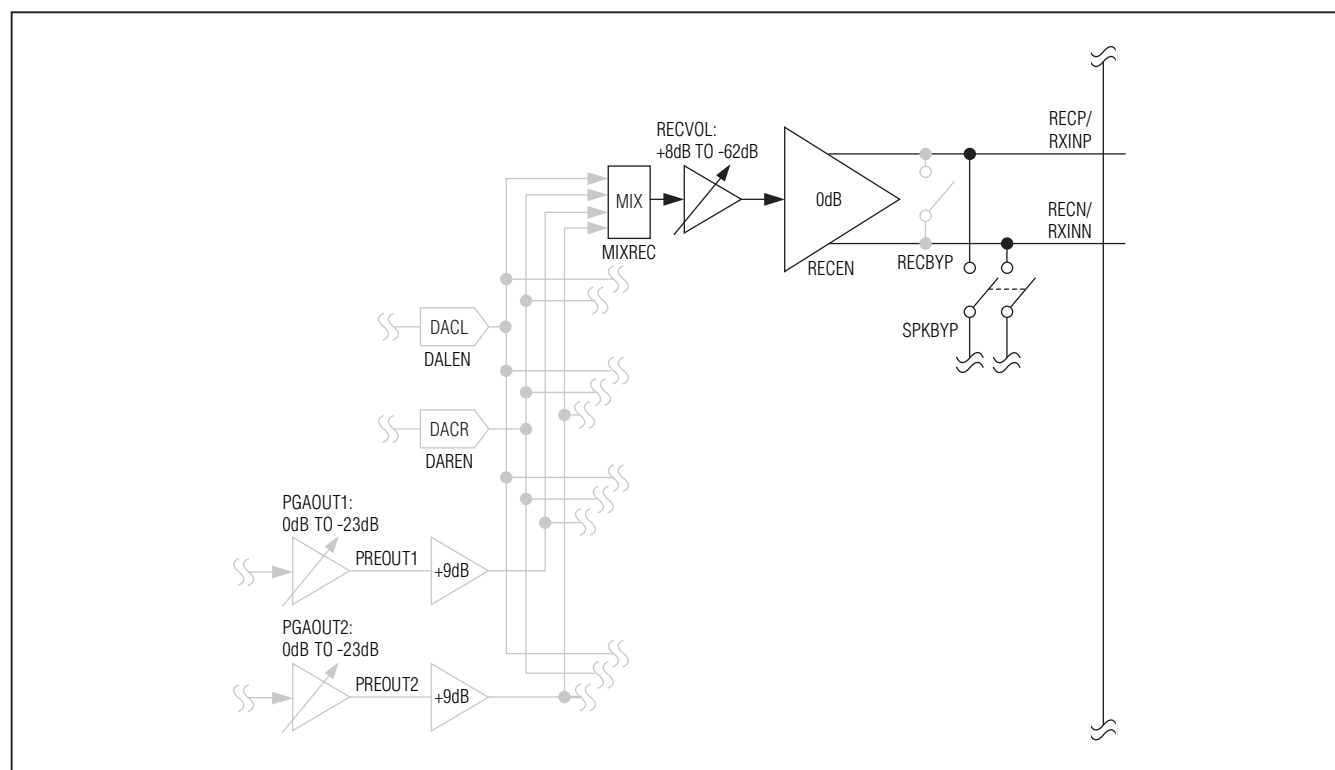 RECP/
RXINP
RECVOL:
+8dB TO -62dB
MIX
0dB
RECN/
RXINN
MIXREC
RECEN
RECBYP
SPKBYP
DACL
DALEN
DACR
DAREN
PGAOUT1:
0dB TO -23dB
PREOUT1
+9dB
PGAOUT2:
0dB TO -23dB
PREOUT2
+9dB